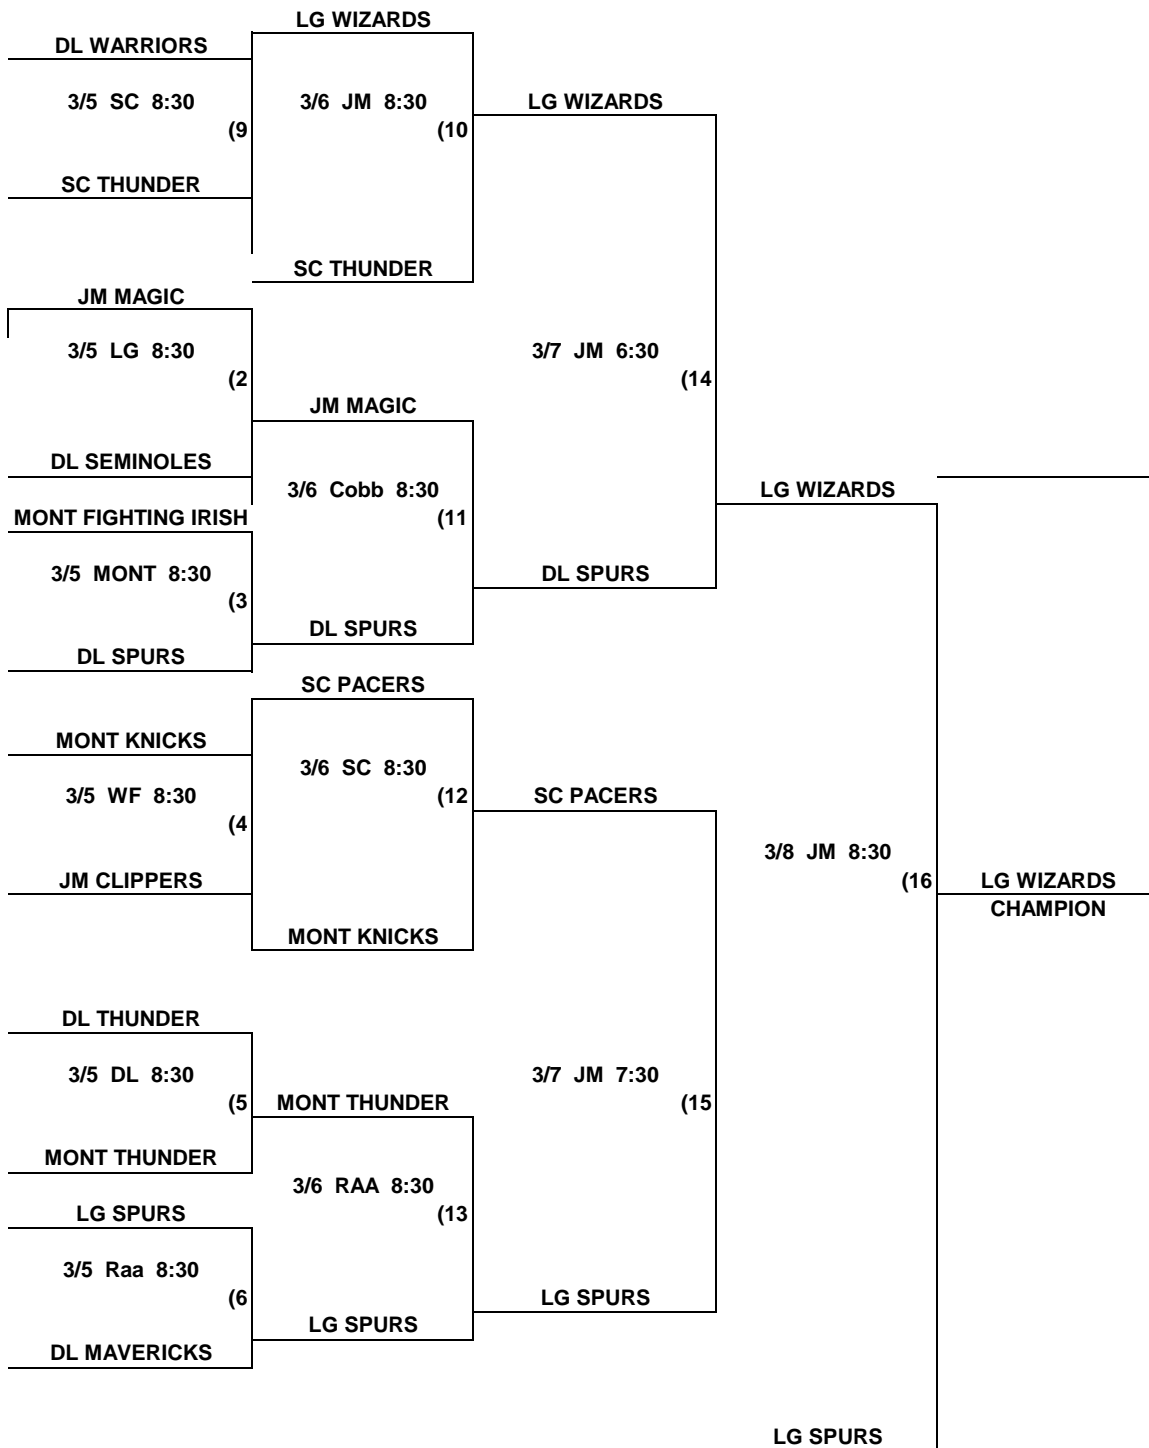 LG WIZARDS
DL WARRIORS
3/5 SC 8:30
3/6 JM 8:30
LG WIZARDS
(9
(10
SC THUNDER
SC THUNDER
JM MAGIC
3/5 LG 8:30
3/7 JM 6:30
(2
(14
JM MAGIC
DL SEMINOLES
3/6 Cobb 8:30
LG WIZARDS
MONT FIGHTING IRISH
(11
3/5 MONT 8:30
DL SPURS
(3
DL SPURS
DL SPURS
SC PACERS
MONT KNICKS
3/6 SC 8:30
3/5 WF 8:30
(12
SC PACERS
(4
3/8 JM 8:30
JM CLIPPERS
(16
LG WIZARDS
CHAMPION
MONT KNICKS
DL THUNDER
3/5 DL 8:30
3/7 JM 7:30
(5
MONT THUNDER
(15
MONT THUNDER
3/6 RAA 8:30
LG SPURS
(13
3/5 Raa 8:30
(6
LG SPURS
LG SPURS
DL MAVERICKS
LG SPURS